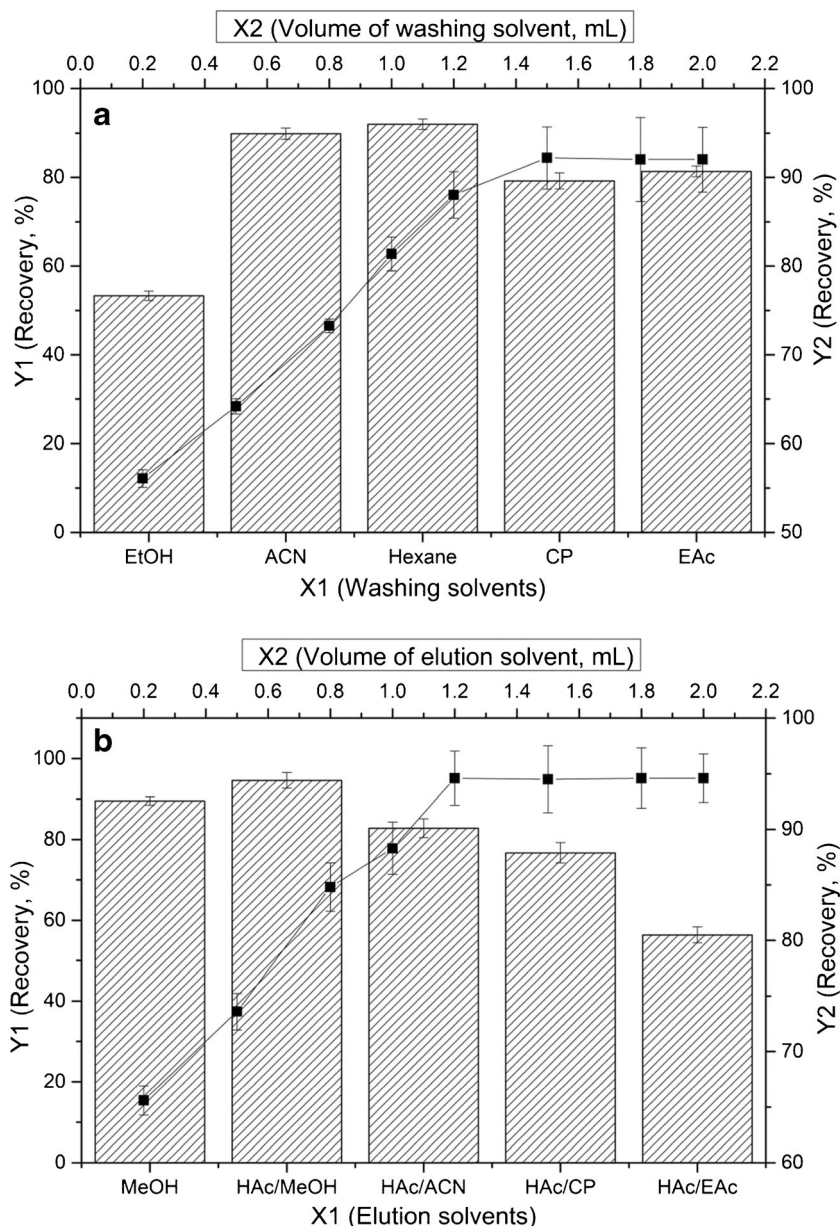 X2 (Volume of washing solvent, mL)
0.0 0.2 0.4 0.6 0.8 1.0 1.2 1.4 1.6 1.8 2.0 2.2
a
100
80
60
40
20
0
Y1 (Recovery, %)
100
90
80
70
60
50
Y2 (Recovery, %)
EtOH ACN Hexane CP EAc
X1 (Washing solvents)
X2 (Volume of elution solvent, mL)
0.0 0.2 0.4 0.6 0.8 1.0 1.2 1.4 1.6 1.8 2.0 2.2
b
100
80
60
40
20
0
Y1 (Recovery, %)
100
90
80
70
60
Y2 (Recovery, %)
MeOH HAc/MeOH HAc/ACN HAc/CP HAc/EAc
X1 (Elution solvents)